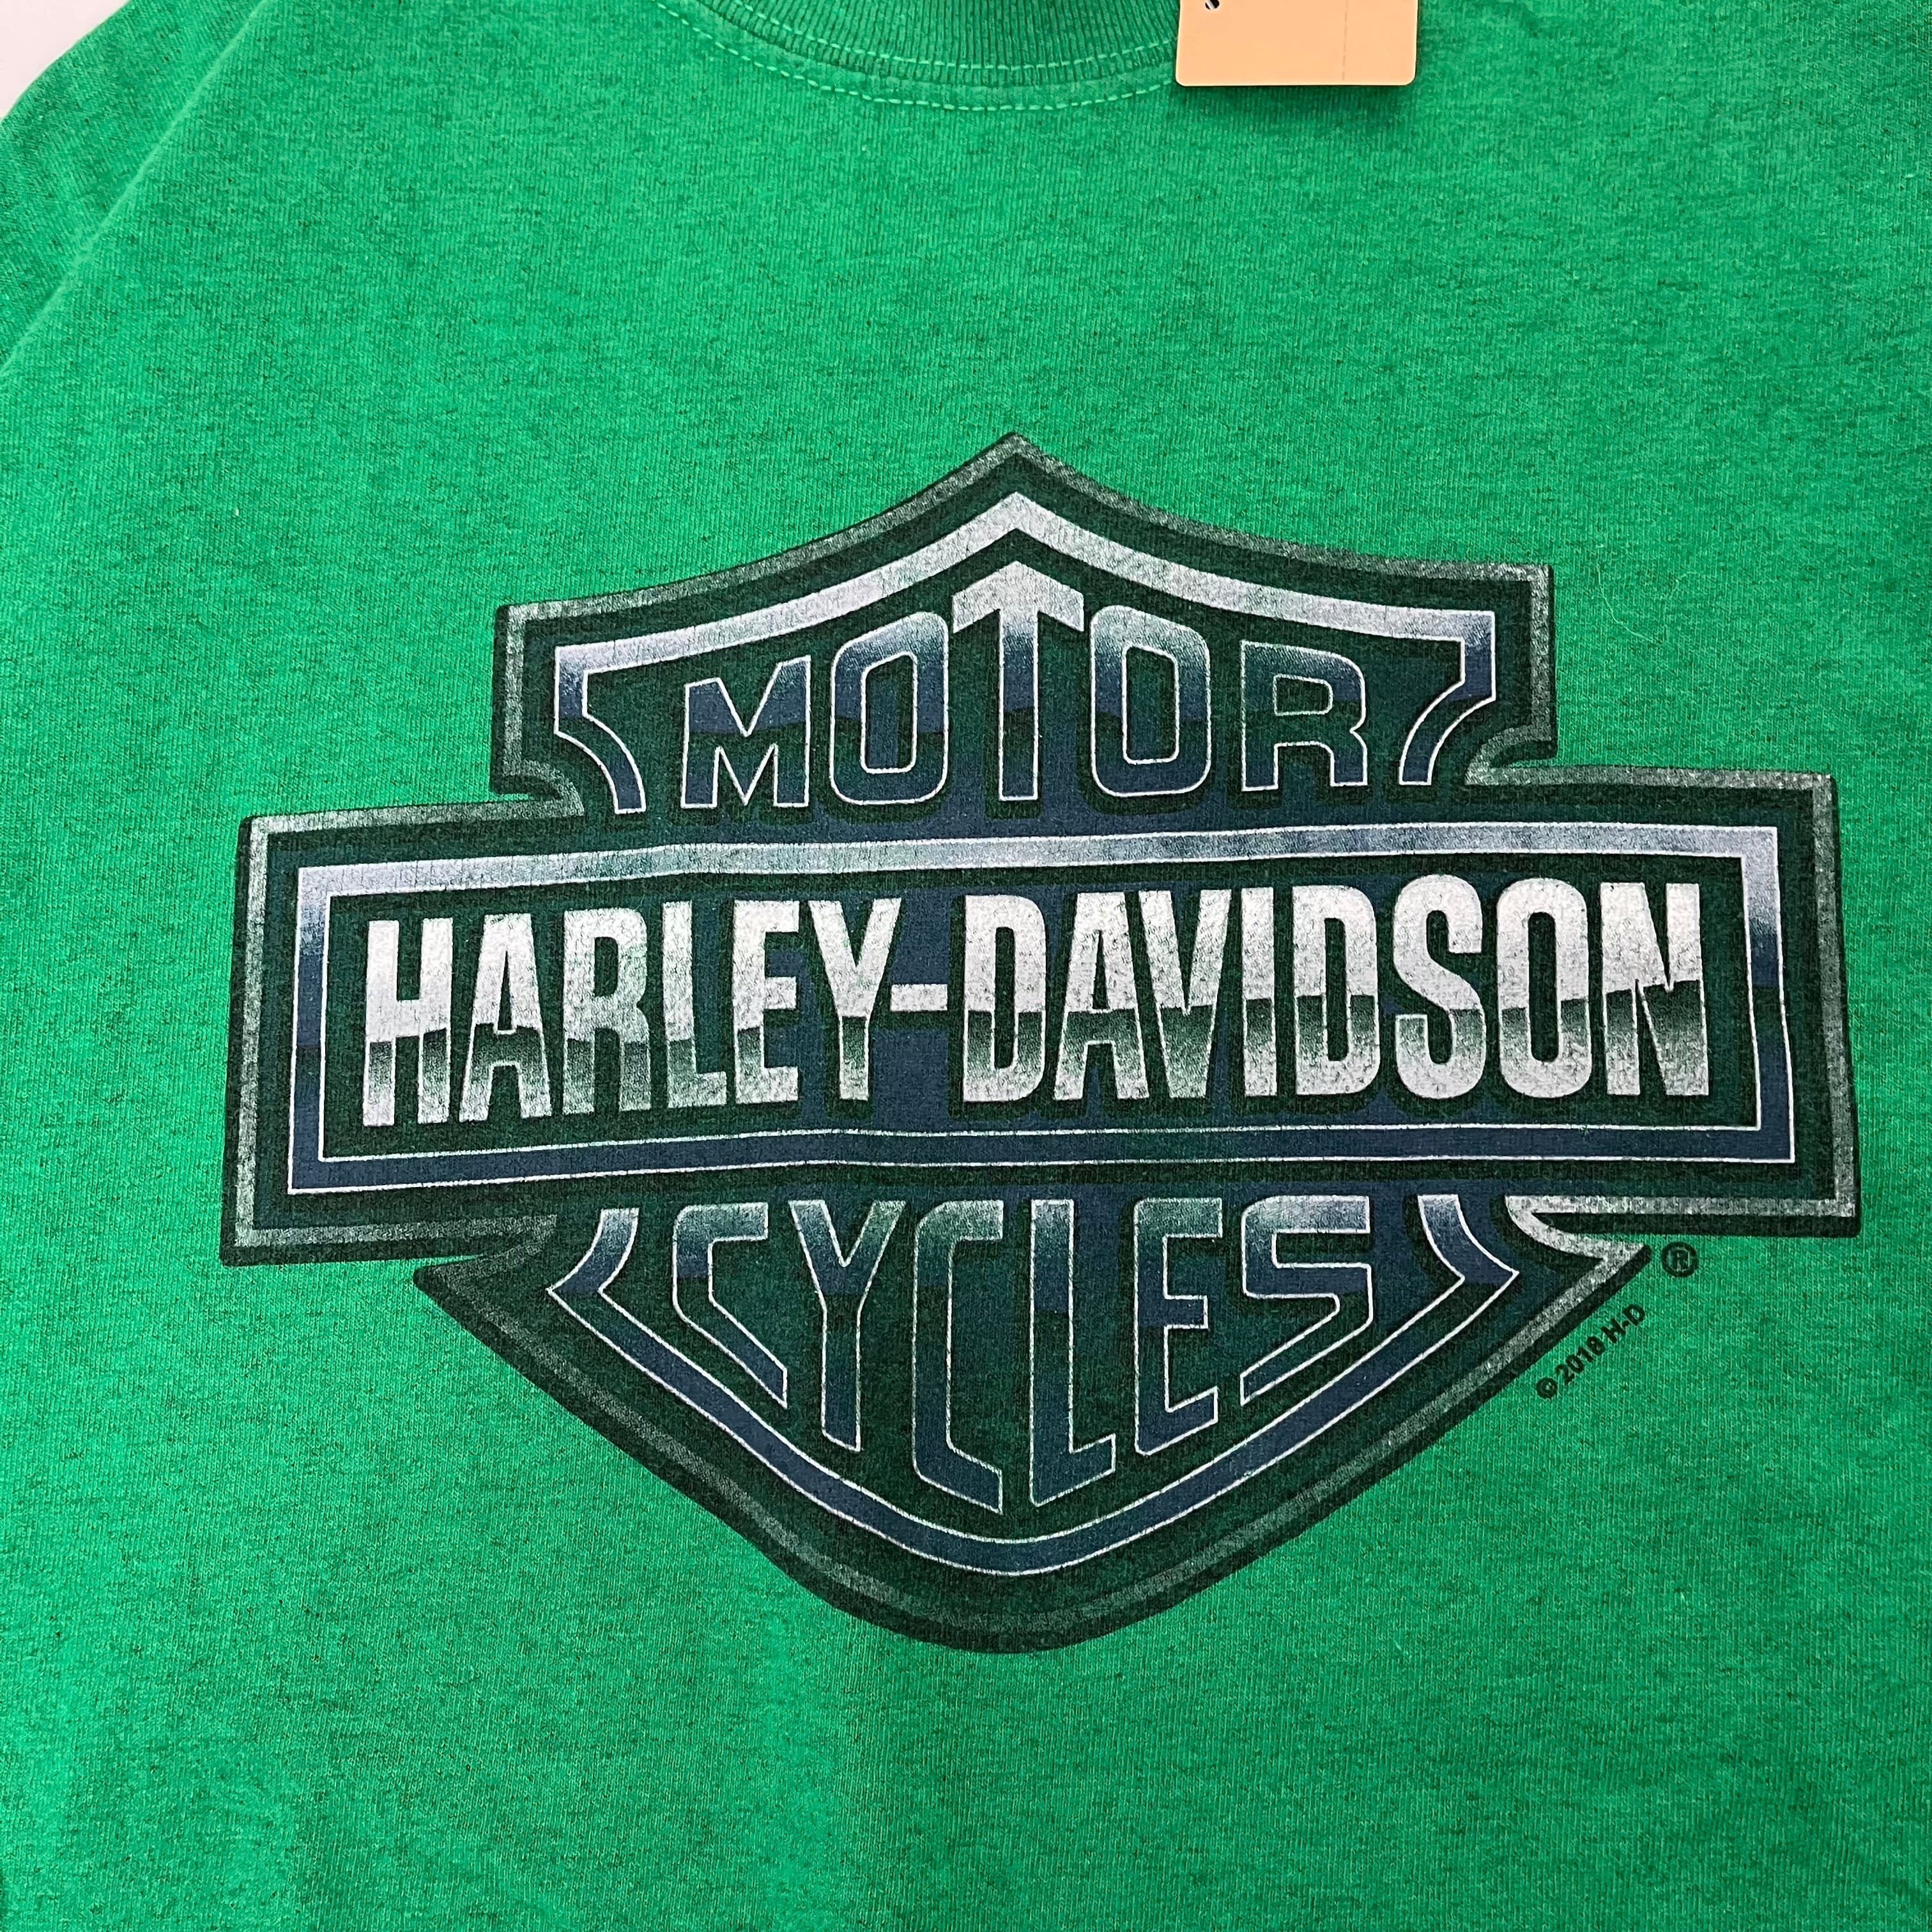 MOTOR
HARLEY-DAVIDSON
CYCLES
®
© 2018 H-D